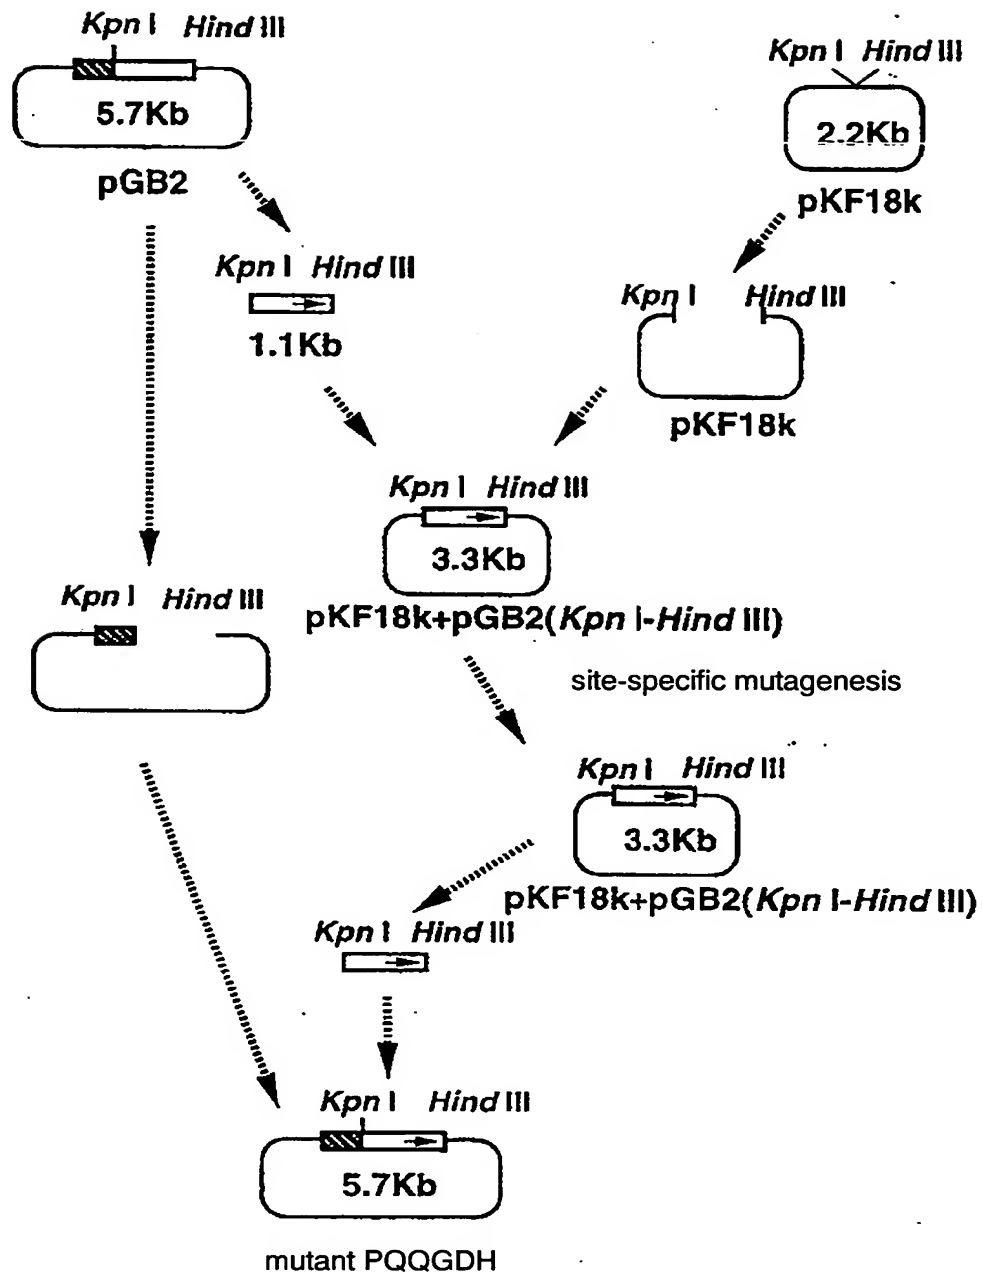 Kpn I Hind III
5.7Kb
pGB2
Kpn I Hind III
2.2Kb
pKF18k
Kpn I Hind III
1.1Kb
Kpn I Hind III
pKF18k
Kpn I Hind III
3.3Kb
pKF18k+pGB2(Kpn I-Hind III)
Kpn I Hind III
site-specific mutagenesis
Kpn I Hind III
3.3Kb
pKF18k+pGB2(Kpn I-Hind III)
Kpn I Hind III
Kpn I Hind III
5.7Kb
mutant PQQGDH